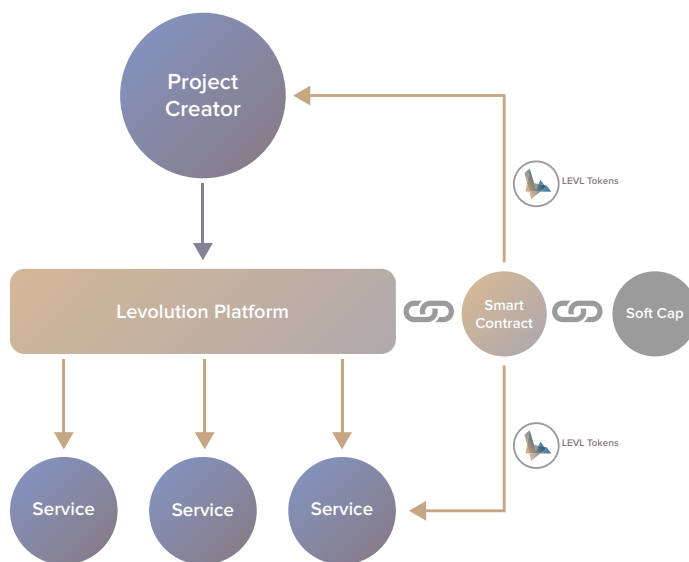 Project
Creator
LEVL Tokens
Levolution Platform
Smart
Contract
Soft Cap
LEVL Tokens
Service
Service
Service